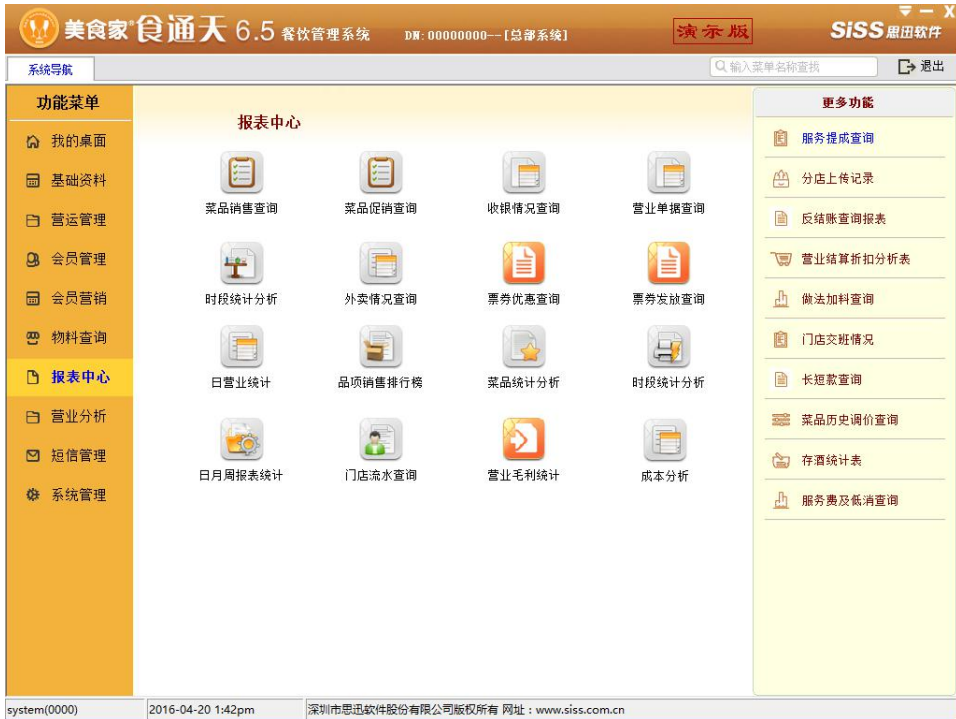 美食家®食通天 6.5 餐饮管理系统 DN:00000000--[总部系统] 演示版 SiSS思迅软件
系统导航 输入菜单名称查找 退出
功能菜单
我的桌面
基础资料
营运管理
会员管理
会员营销
物料查询
报表中心
营业分析
短信管理
系统管理
报表中心
菜品销售查询 菜品促销查询 收银情况查询 营业单据查询
时段统计分析 外卖情况查询 票券优惠查询 票券发放查询
日营业统计 品项销售排行榜 菜品统计分析 时段统计分析
日月周报表统计 门店流水查询 营业毛利统计 成本分析
更多功能
服务提成查询
分店上传记录
反结账查询报表
营业结算折扣分析表
做法加料查询
门店交班情况
长短款查询
菜品历史调价查询
存酒统计表
服务费及低消查询
system(0000) 2016-04-20 1:42pm 深圳市思迅软件股份有限公司版权所有 网址：www.siss.com.cn